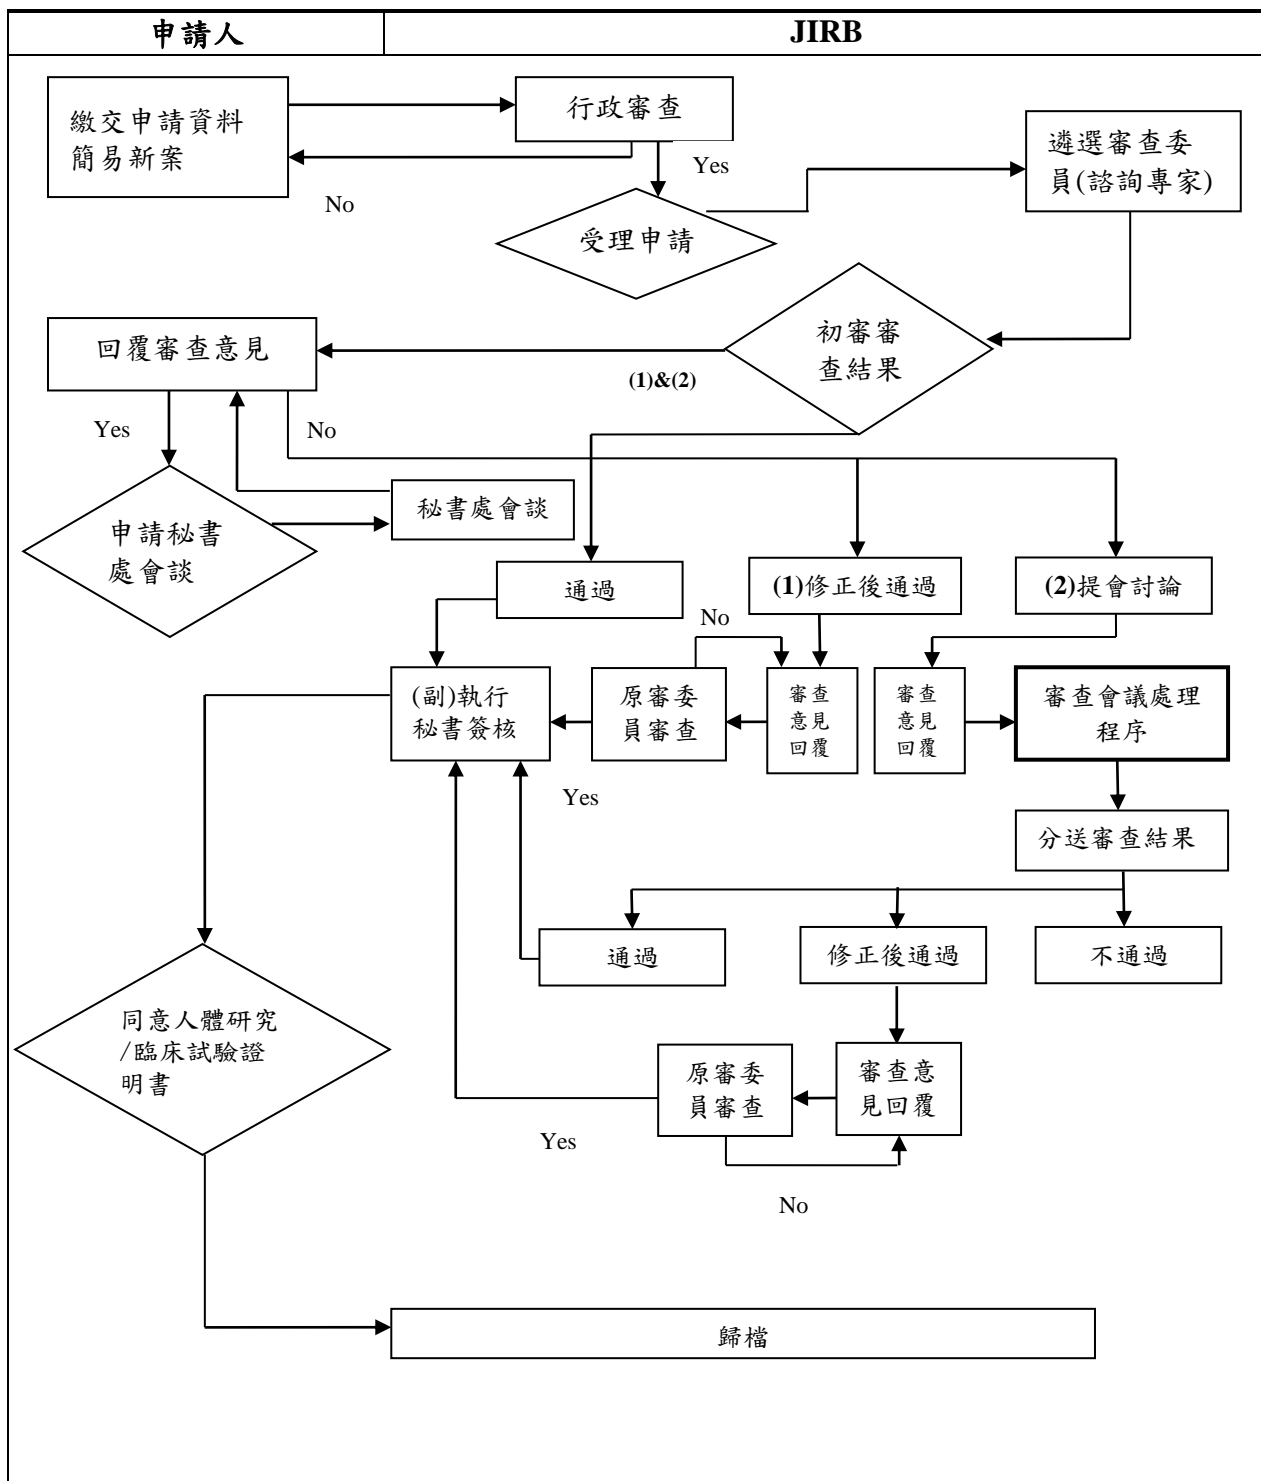 申請人
JIRB
繳交申請資料
簡易新案
行政審查
Yes
No
受理申請
遴選審查委
員(諮詢專家)
初審審
查結果
回覆審查意見
(1)&(2)
Yes
No
申請秘書
處會談
秘書處會談
通過
(1)修正後通過
(2)提會討論
No
(副)執行
秘書簽核
原審委
員審查
審查
意見
回覆
審查
意見
回覆
審查會議處理
程序
Yes
分送審查結果
通過
修正後通過
不通過
同意人體研究
/臨床試驗證
明書
原審委
員審查
審查意
見回覆
Yes
No
歸檔